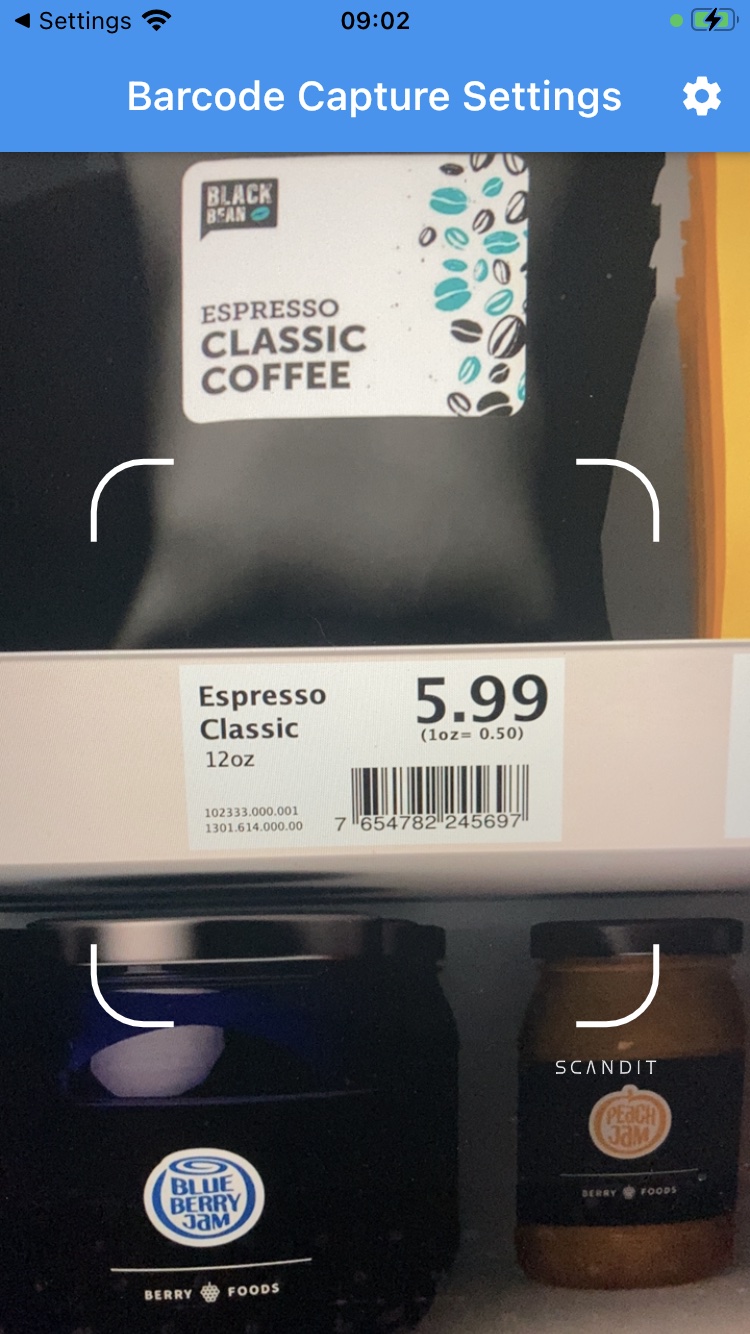 Settings
09:02
Barcode Capture Settings
BLACK
BEAN
ESPRESSO
CLASSIC
COFFEE
Espresso
Classic
12oz
5.99
(1oz= 0.50)
102333.000.001
1301.614.000.00
7 654782 245697
SCANDIT
PEACH
JAM
BERRY FOODS
BLUE
BERRY
JAM
BERRY FOODS